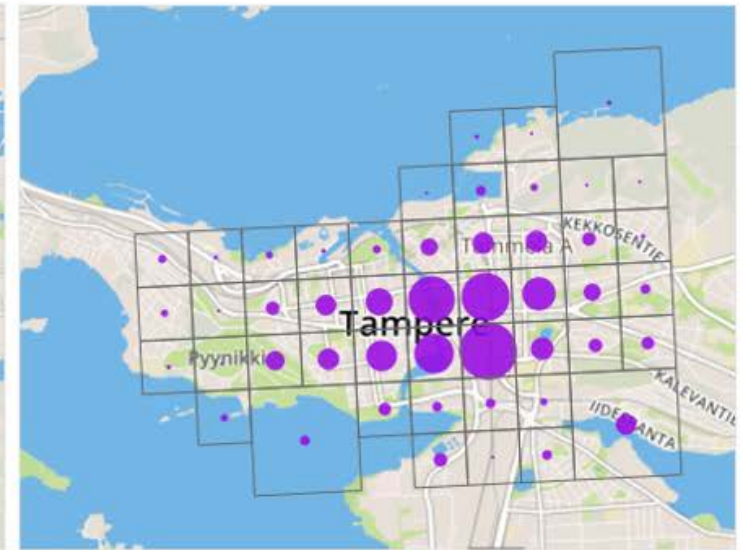 KEKKOSENTIE
Tammela A
Tampere
Pyynikki
KALEVANTIE
IIDESRANTA